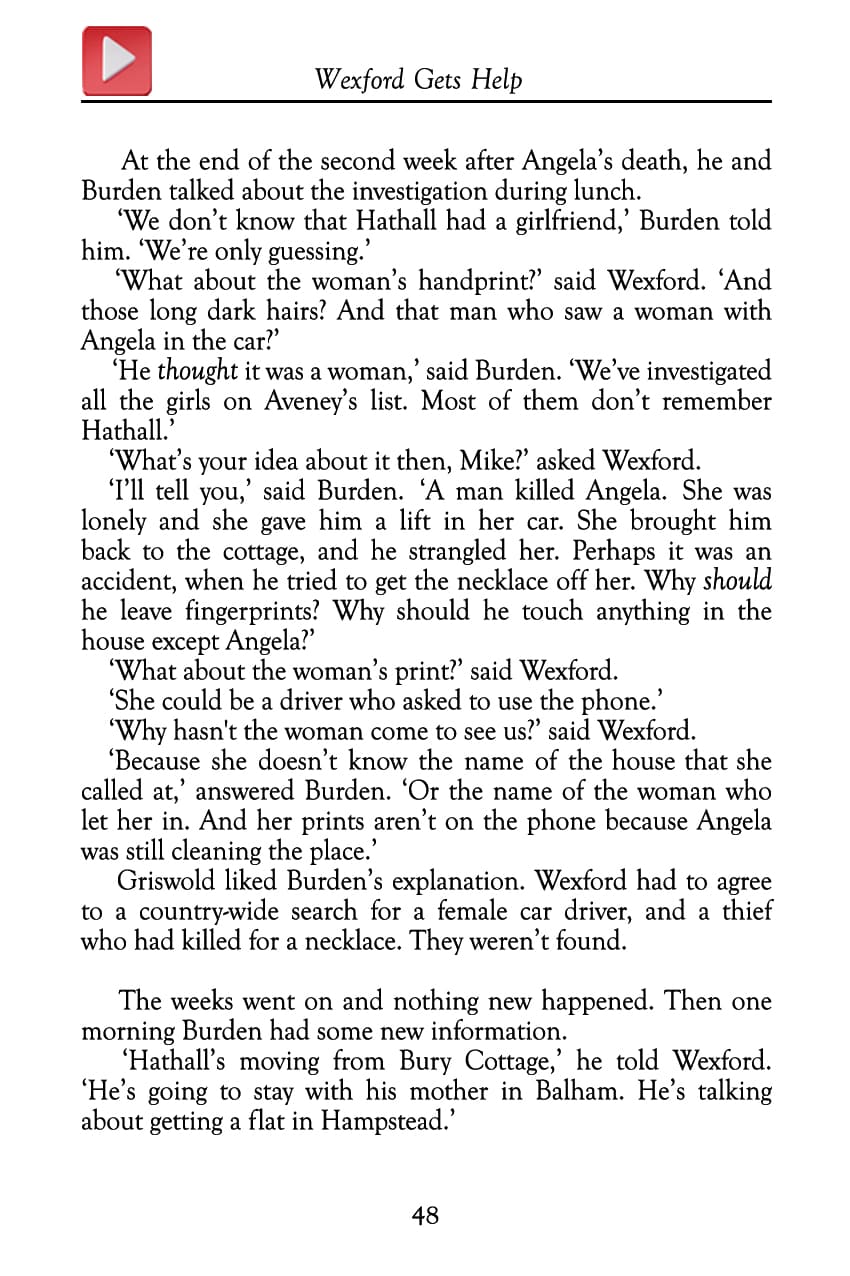 Wexford Gets Help
At the end of the second week after Angela’s death, he and
Burden talked about the investigation during lunch.
‘We don’t know that Hathall had a girlfriend,’ Burden told
him. ‘We’re only guessing.’
‘What about the woman’s handprint?’ said Wexford. ‘And
those long dark hairs? And that man who saw a woman with
Angela in the car?’
‘He thought it was a woman,’ said Burden. ‘We’ve investigated
all the girls on Aveney’s list. Most of them don’t remember
Hathall.’
‘What’s your idea about it then, Mike?’ asked Wexford.
‘I’ll tell you,’ said Burden. ‘A man killed Angela. She was
lonely and she gave him a lift in her car. She brought him
back to the cottage, and he strangled her. Perhaps it was an
accident, when he tried to get the necklace off her. Why should
he leave fingerprints? Why should he touch anything in the
house except Angela?’
‘What about the woman’s print?’ said Wexford.
‘She could be a driver who asked to use the phone.’
‘Why hasn't the woman come to see us?’ said Wexford.
‘Because she doesn’t know the name of the house that she
called at,’ answered Burden. ‘Or the name of the woman who
let her in. And her prints aren’t on the phone because Angela
was still cleaning the place.’
Griswold liked Burden’s explanation. Wexford had to agree
to a country-wide search for a female car driver, and a thief
who had killed for a necklace. They weren’t found.
The weeks went on and nothing new happened. Then one
morning Burden had some new information.
‘Hathall’s moving from Bury Cottage,’ he told Wexford.
‘He’s going to stay with his mother in Balham. He’s talking
about getting a flat in Hampstead.’
48